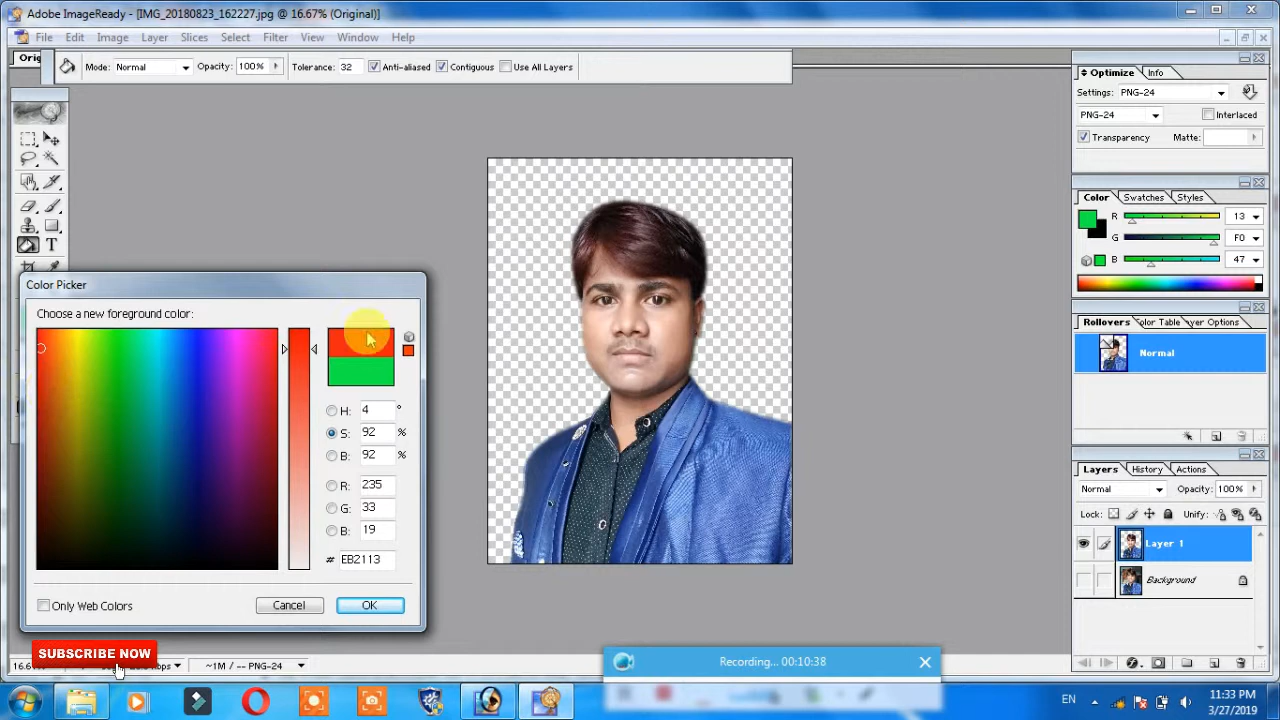 Adobe ImageReady - [IMG_20180823_162227.jpg @ 16.67% (Original)]
File Edit Image Layer Slices Select Filter View Window Help
Mode: Normal Opacity: 100% Tolerance: 32 Anti-aliased Contiguous Use All Layers
Optimize Info
Settings: PNG-24
PNG-24 Interlaced
Transparency Matte:
Color Swatches Styles
R 13
G F0
B 47
Rollovers Color Table Layer Options
Normal
Layers History Actions
Normal Opacity: 100%
Lock: Unify:
Layer 1
Background
T
Color Picker
Choose a new foreground color:
H: 4 °
S: 92 %
B: 92 %
R: 235
G: 33
B: 19
# EB2113
Only Web Colors Cancel OK
SUBSCRIBE NOW
~1M / -- PNG-24
Recording... 00:10:38
EN
11:33 PM
3/27/2019